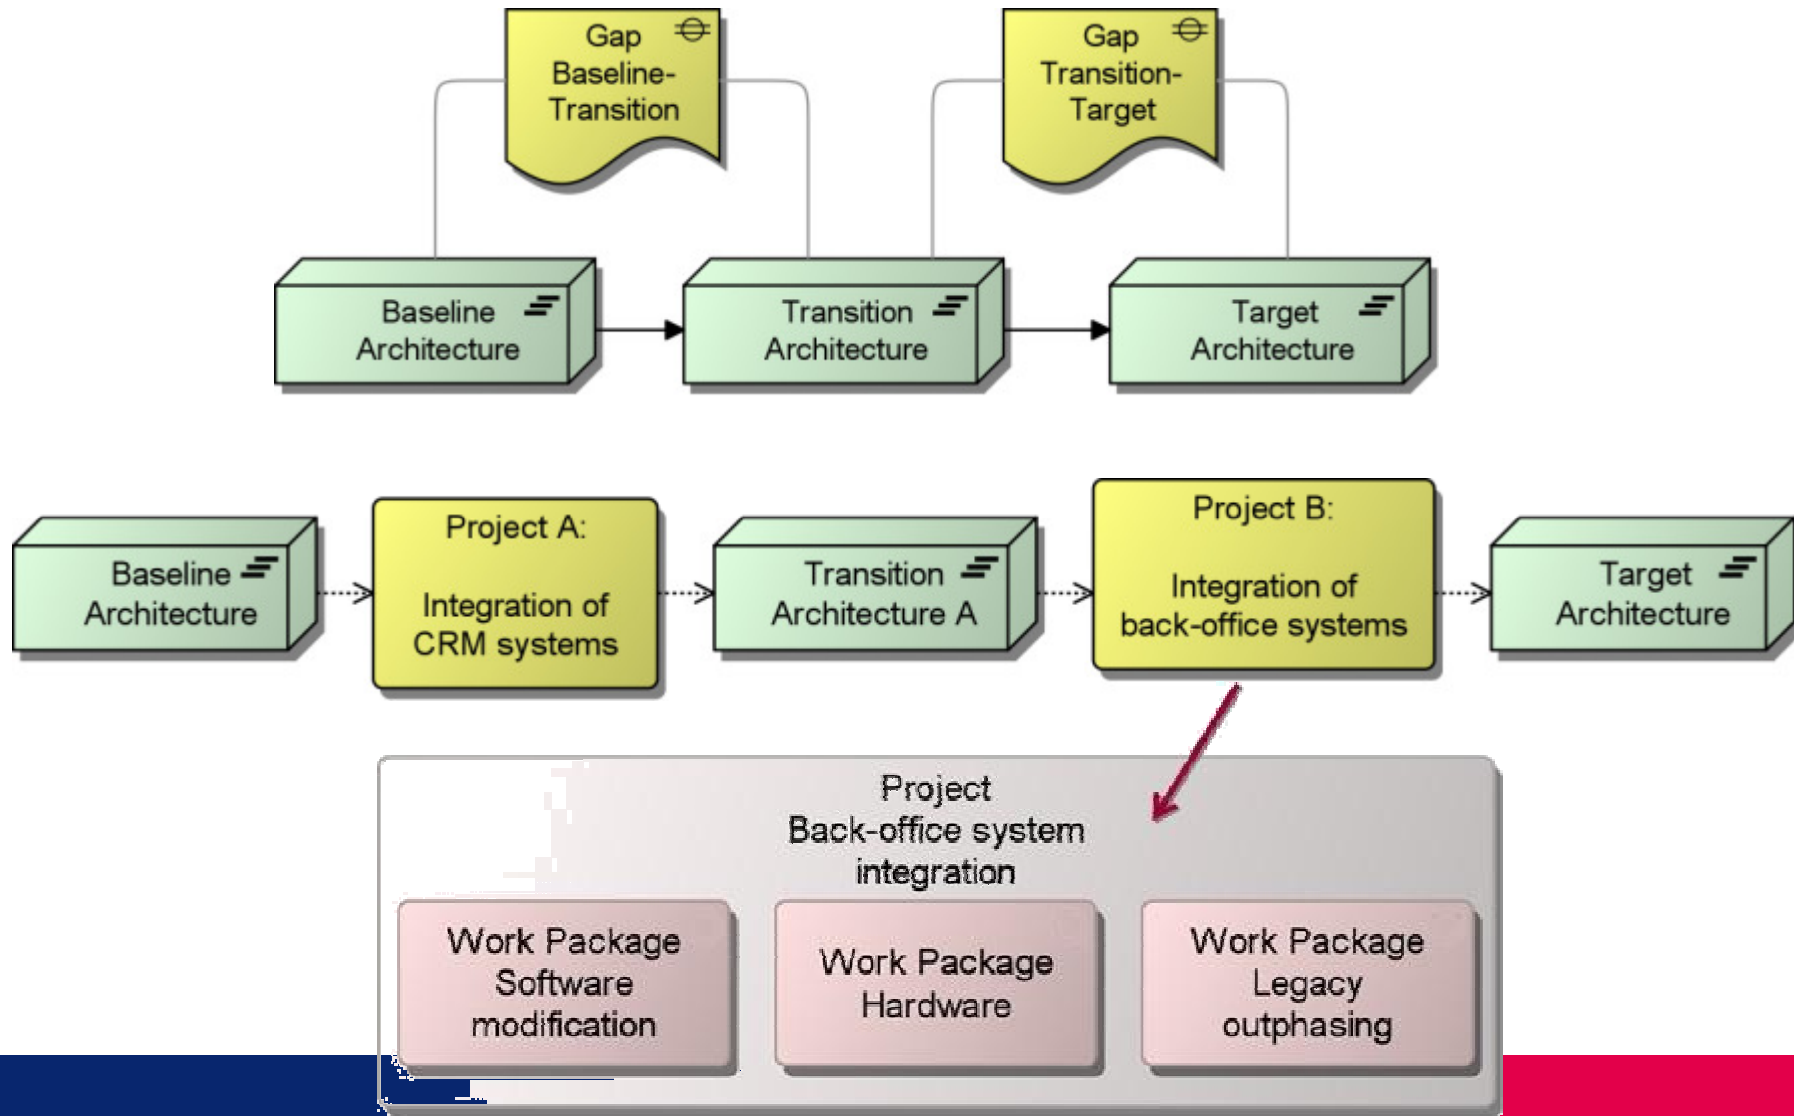 Gap
Baseline-
Transition
Gap
Transition-
Target
Baseline
Architecture
Transition
Architecture
Target
Architecture
Baseline
Architecture
Project A:
Integration of
CRM systems
Transition
Architecture A
Project B:
Integration of
back-office systems
Target
Architecture
Project
Back-office system
integration
Work Package
Software
modification
Work Package
Hardware
Work Package
Legacy
outphasing